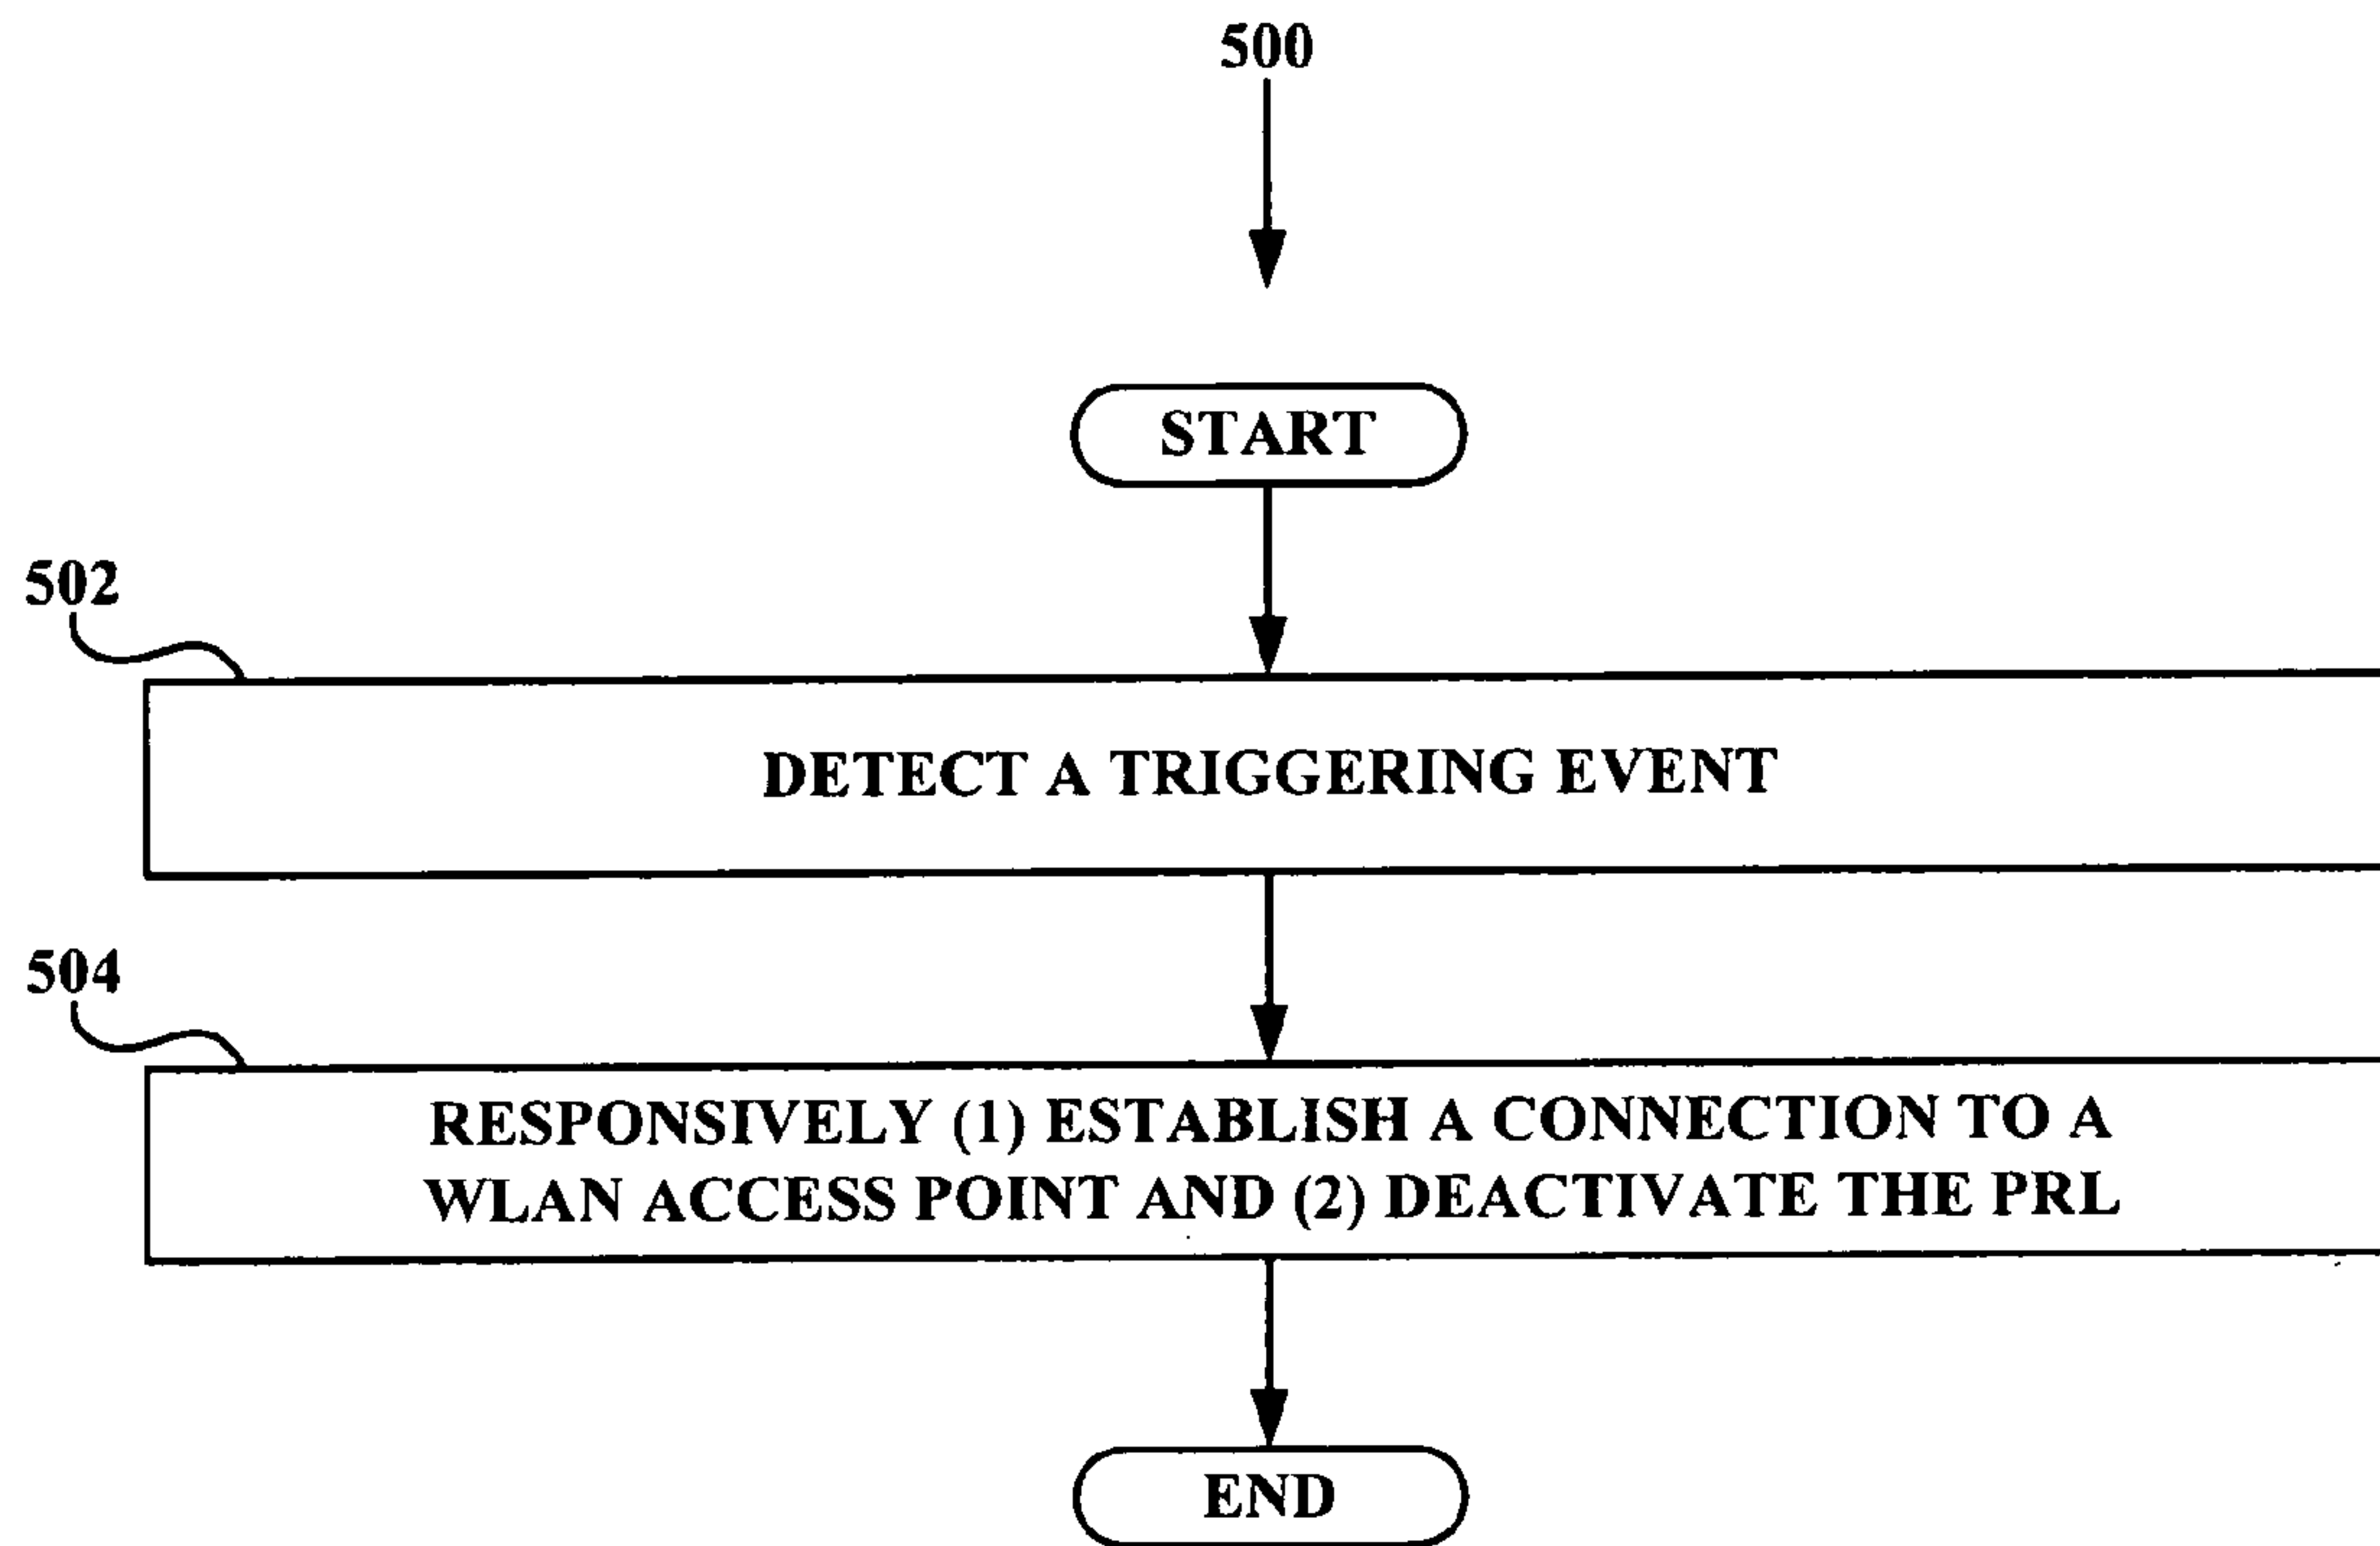 500
START
502
DETECT A TRIGGERING EVENT
504
RESPONSIVELY (1) ESTABLISH A CONNECTION TO A
WLAN ACCESS POINT AND (2) DEACTIVATE THE PRL
END